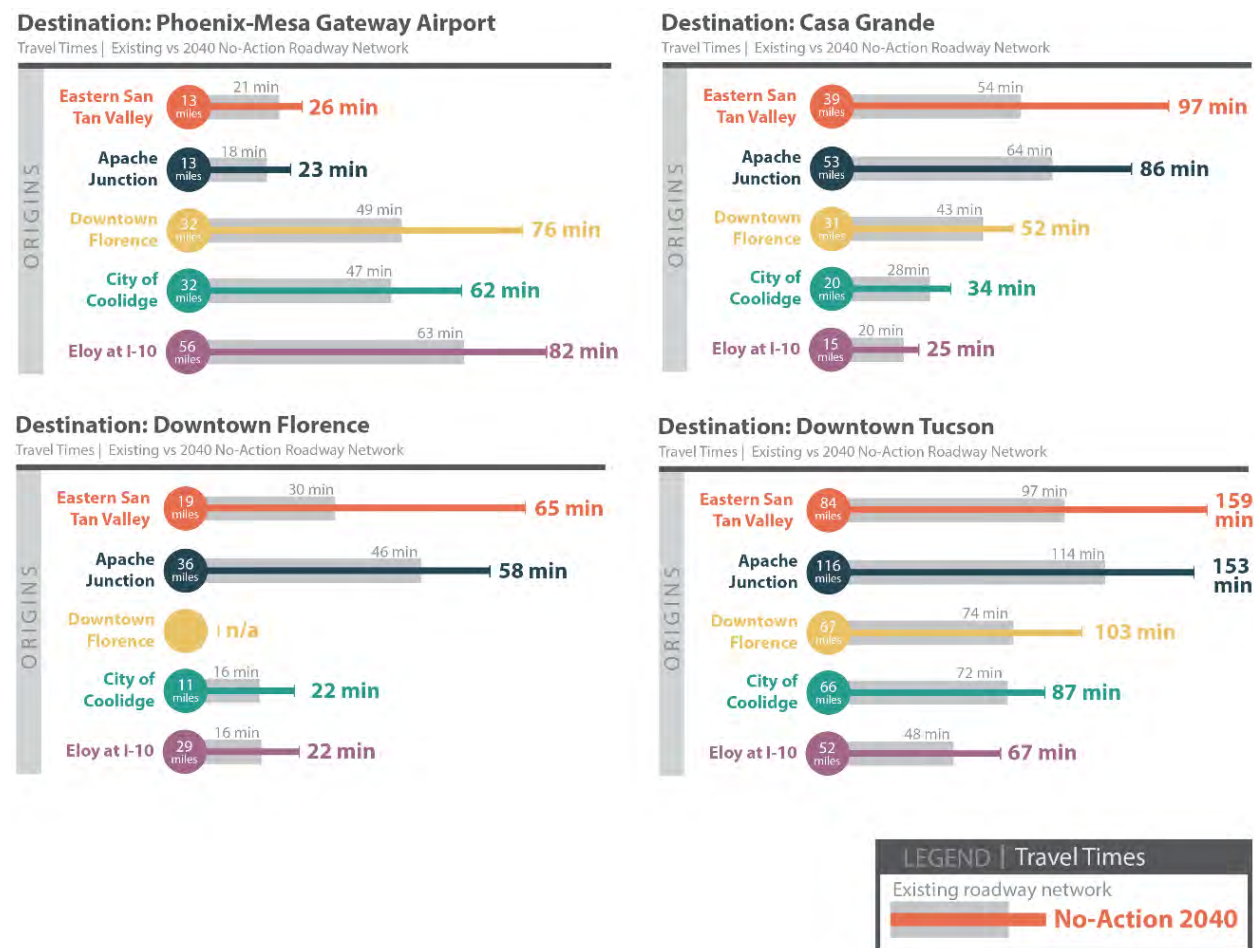 Destination: Phoenix-Mesa Gateway Airport
Travel Times | Existing vs 2040 No-Action Roadway Network
ORIGINS
Eastern San
Tan Valley
13
miles
21 min
26 min
Apache
Junction
13
miles
18 min
23 min
Downtown
Florence
32
miles
49 min
76 min
City of
Coolidge
32
miles
47 min
62 min
Eloy at I-10
56
miles
63 min
82 min
Destination: Casa Grande
Travel Times | Existing vs 2040 No-Action Roadway Network
ORIGINS
Eastern San
Tan Valley
39
miles
54 min
97 min
Apache
Junction
53
miles
64 min
86 min
Downtown
Florence
31
miles
43 min
52 min
City of
Coolidge
20
miles
28min
34 min
Eloy at I-10
15
miles
20 min
25 min
Destination: Downtown Florence
Travel Times | Existing vs 2040 No-Action Roadway Network
ORIGINS
Eastern San
Tan Valley
19
miles
30 min
65 min
Apache
Junction
36
miles
46 min
58 min
Downtown
Florence
n/a
City of
Coolidge
11
miles
16 min
22 min
Eloy at I-10
29
miles
16 min
22 min
Destination: Downtown Tucson
Travel Times | Existing vs 2040 No-Action Roadway Network
ORIGINS
Eastern San
Tan Valley
84
miles
97 min
159
min
Apache
Junction
116
miles
114 min
153
min
Downtown
Florence
67
miles
74 min
103 min
City of
Coolidge
66
miles
72 min
87 min
Eloy at I-10
52
miles
48 min
67 min
LEGEND | Travel Times
Existing roadway network
No-Action 2040